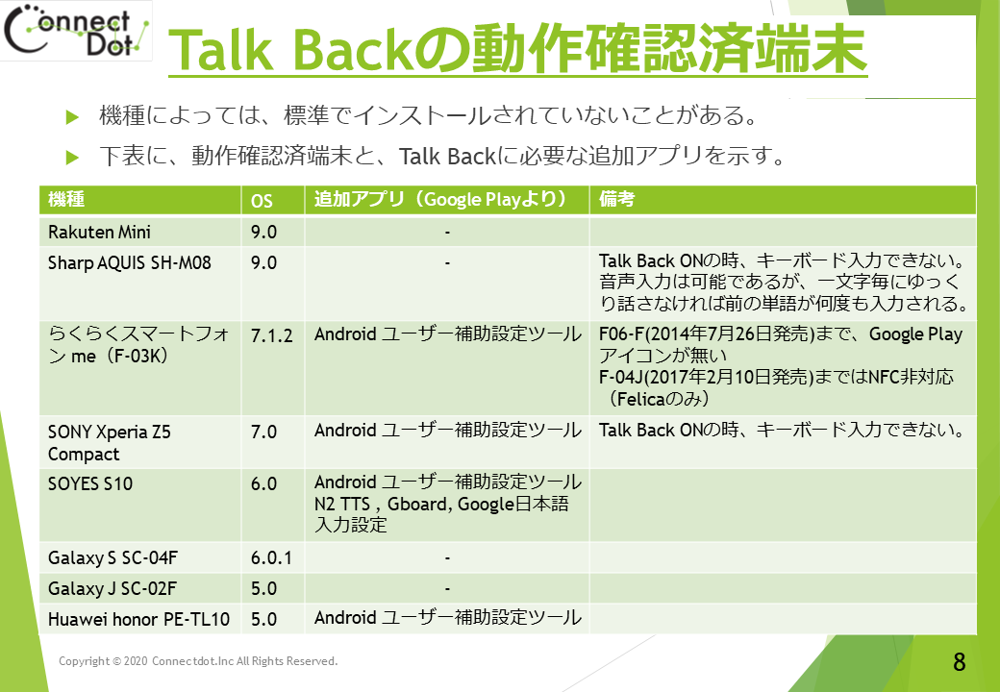 Connect
Dot
Talk Backの動作確認済端末
機種によっては、標準でインストールされていないことがある。
下表に、動作確認済端末と、Talk Backに必要な追加アプリを示す。
機種 OS 追加アプリ（Google Playより） 備考
Rakuten Mini 9.0 -
Sharp AQUIS SH-M08 9.0 - Talk Back ONの時、キーボード入力できない。
音声入力は可能であるが、一文字毎にゆっく
り話さなければ前の単語が何度も入力される。
らくらくスマートフォ 7.1.2 Android ユーザー補助設定ツール F06-F(2014年7月26日発売)まで、Google Play
ン me（F-03K） アイコンが無い
F-04J(2017年2月10日発売)まではNFC非対応
（Felicaのみ）
SONY Xperia Z5 7.0 Android ユーザー補助設定ツール Talk Back ONの時、キーボード入力できない。
Compact
SOYES S10 6.0 Android ユーザー補助設定ツール
N2 TTS , Gboard, Google日本語
入力設定
Galaxy S SC-04F 6.0.1 -
Galaxy J SC-02F 5.0 -
Huawei honor PE-TL10 5.0 Android ユーザー補助設定ツール
Copyright © 2020 Connectdot.Inc All Rights Reserved.
8